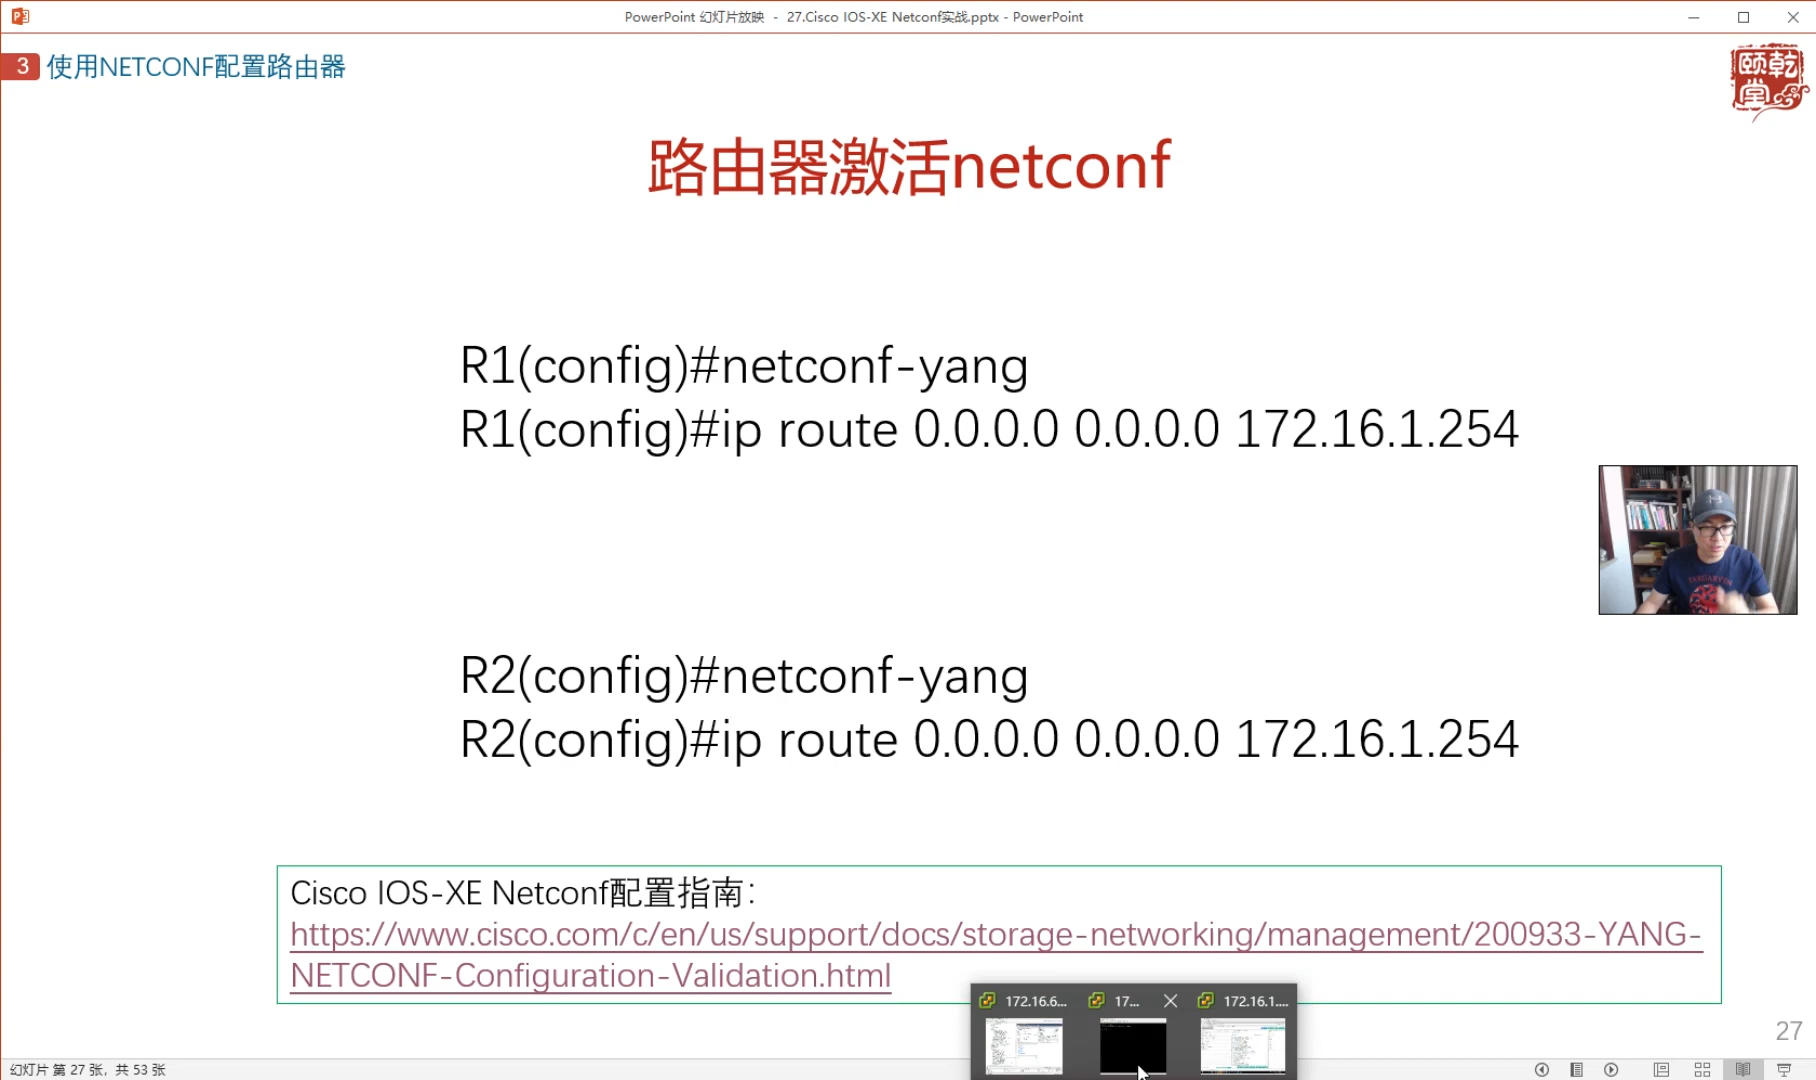 PowerPoint 幻灯片放映 - 27.Cisco IOS-XE Netconf实战.pptx - PowerPoint
3 使用NETCONF配置路由器
乾颐堂
路由器激活netconf
R1(config)#netconf-yang
R1(config)#ip route 0.0.0.0 0.0.0.0 172.16.1.254
R2(config)#netconf-yang
R2(config)#ip route 0.0.0.0 0.0.0.0 172.16.1.254
Cisco IOS-XE Netconf配置指南：
https://www.cisco.com/c/en/us/support/docs/storage-networking/management/200933-YANG-
NETCONF-Configuration-Validation.html
172.16.6... 17... 172.16.1....
27
幻灯片 第 27 张，共 53 张